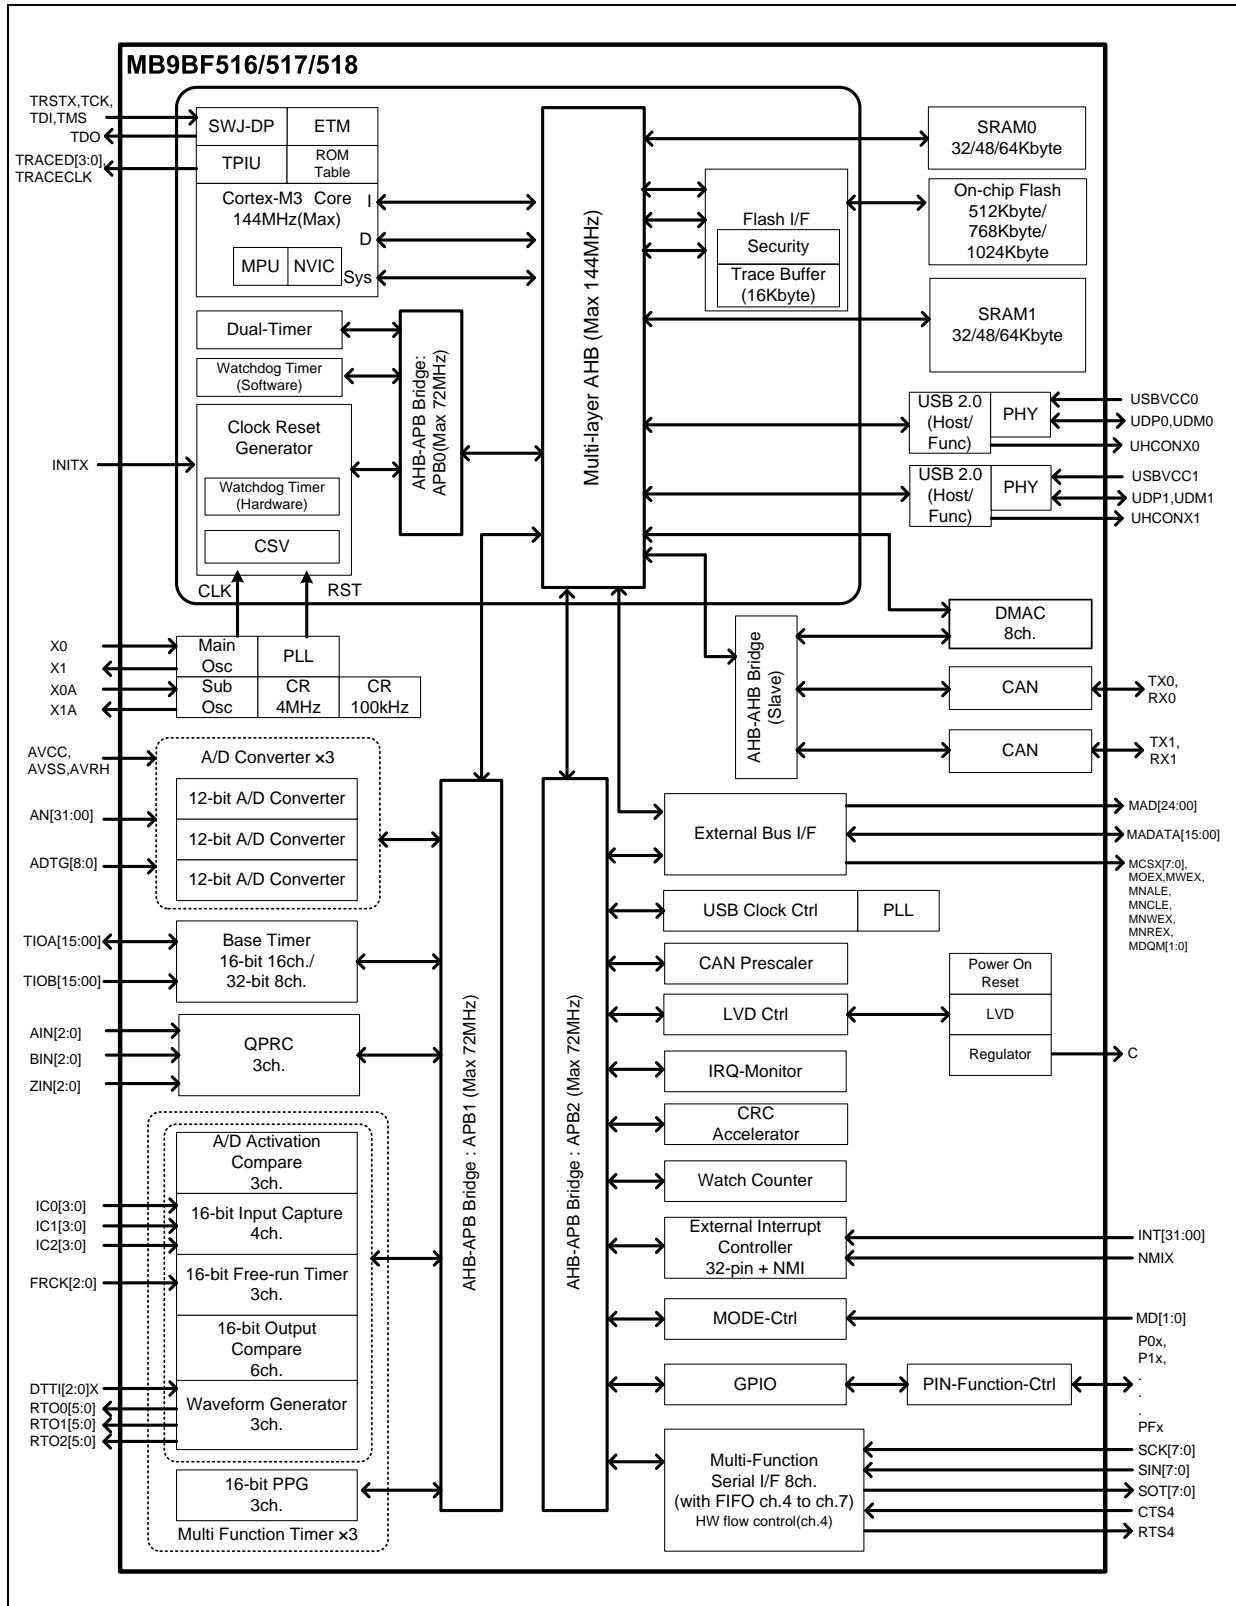 MB9BF516/517/518
TRSTX,TCK,
TDI,TMS
TDO
TRACED[3:0],
TRACECLK
SWJ-DP
ETM
TPIU
ROM
Table
Cortex-M3 Core
144MHz(Max)
I
D
Sys
MPU
NVIC
Dual-Timer
Watchdog Timer
(Software)
Clock Reset
Generator
Watchdog Timer
(Hardware)
CSV
INITX
CLK
RST
AHB-APB Bridge:
APB0(Max 72MHz)
Multi-layer AHB (Max 144MHz)
Flash I/F
Security
Trace Buffer
(16Kbyte)
SRAM0
32/48/64Kbyte
On-chip Flash
512Kbyte/
768Kbyte/
1024Kbyte
SRAM1
32/48/64Kbyte
USB 2.0
(Host/
Func)
PHY
USBVCC0
UDP0,UDM0
UHCONX0
USB 2.0
(Host/
Func)
PHY
USBVCC1
UDP1,UDM1
UHCONX1
X0
X1
X0A
X1A
Main
Osc
PLL
Sub
Osc
CR
4MHz
CR
100kHz
AHB-AHB Bridge
(Slave)
DMAC
8ch.
CAN
TX0,
RX0
CAN
TX1,
RX1
AVCC,
AVSS,AVRH
AN[31:00]
ADTG[8:0]
A/D Converter ×3
12-bit A/D Converter
12-bit A/D Converter
12-bit A/D Converter
TIOA[15:00]
TIOB[15:00]
Base Timer
16-bit 16ch./
32-bit 8ch.
AIN[2:0]
BIN[2:0]
ZIN[2:0]
QPRC
3ch.
A/D Activation
Compare
3ch.
IC0[3:0]
IC1[3:0]
IC2[3:0]
16-bit Input Capture
4ch.
FRCK[2:0]
16-bit Free-run Timer
3ch.
16-bit Output
Compare
6ch.
DTTI[2:0]X
RTO0[5:0]
RTO1[5:0]
RTO2[5:0]
Waveform Generator
3ch.
16-bit PPG
3ch.
Multi Function Timer ×3
AHB-APB Bridge : APB1 (Max 72MHz)
AHB-APB Bridge : APB2 (Max 72MHz)
External Bus I/F
MAD[24:00]
MADATA[15:00]
MCSX[7:0],
MOEX,MWEX,
MNALE,
MNCLE,
MNWEX,
MNREX,
MDQM[1:0]
USB Clock Ctrl
PLL
CAN Prescaler
LVD Ctrl
Power On
Reset
LVD
Regulator
C
IRQ-Monitor
CRC
Accelerator
Watch Counter
External Interrupt
Controller
32-pin + NMI
INT[31:00]
NMIX
MODE-Ctrl
MD[1:0]
GPIO
PIN-Function-Ctrl
P0x,
P1x,
.
.
.
PFx
Multi-Function
Serial I/F 8ch.
(with FIFO ch.4 to ch.7)
HW flow control(ch.4)
SCK[7:0]
SIN[7:0]
SOT[7:0]
CTS4
RTS4